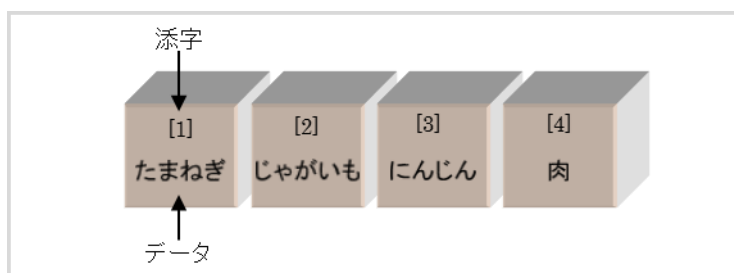 添字
[1] [2] [3] [4]
たまねぎ じゃがいも にんじん 肉
データ